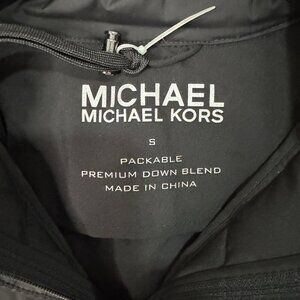 MICHAEL
MICHAEL KORS
S
PACKABLE
PREMIUM DOWN BLEND
MADE IN CHINA